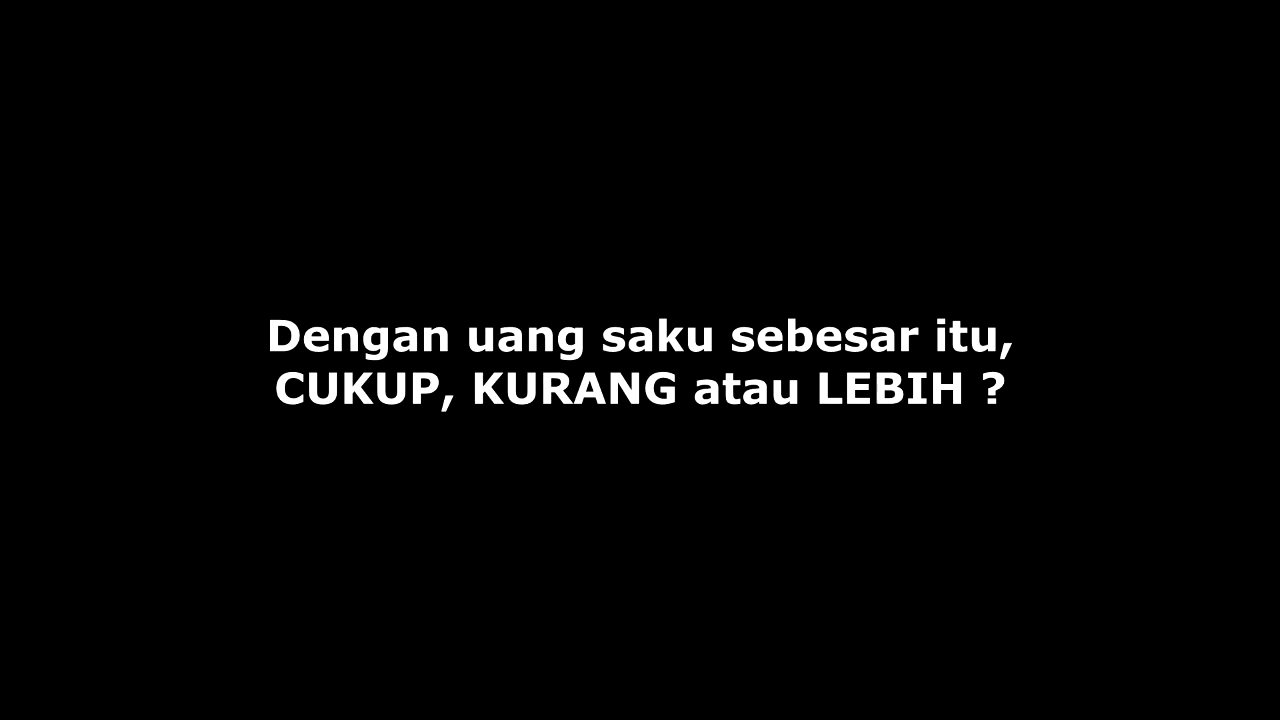 Dengan uang saku sebesar itu,
CUKUP, KURANG atau LEBIH ?